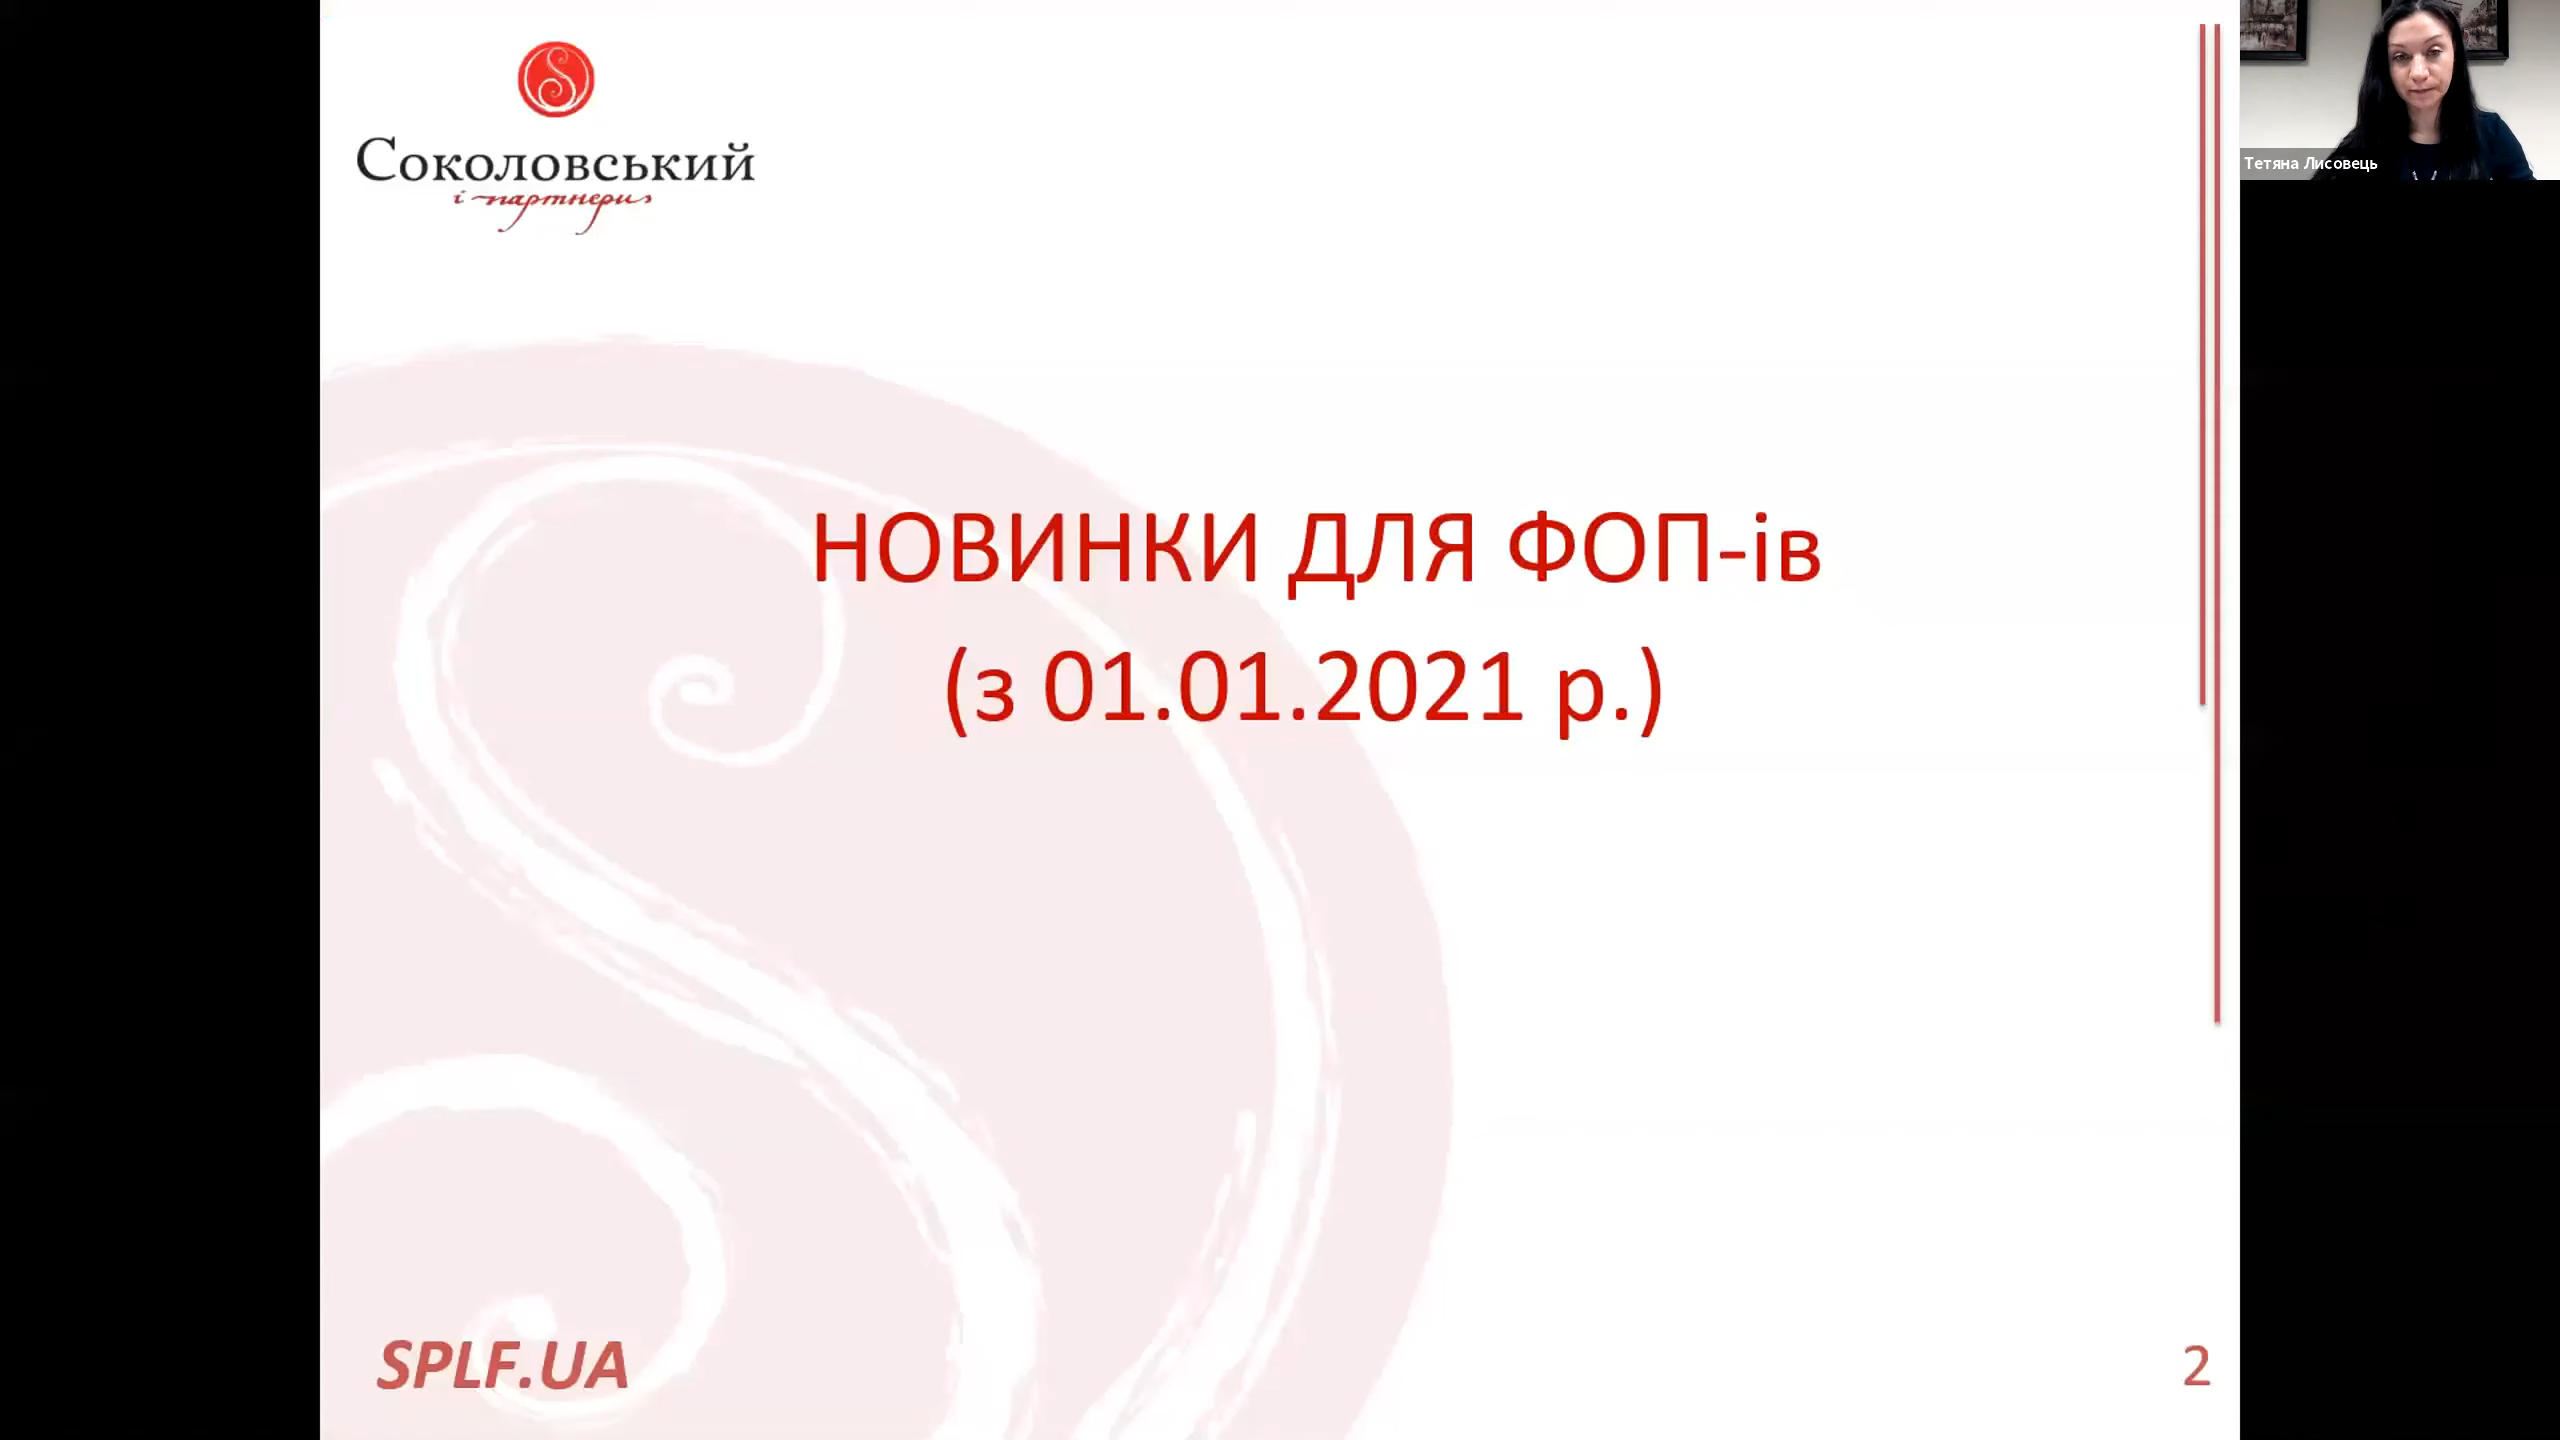 Соколовський
і партнери
Тетяна Лисовець
НОВИНКИ ДЛЯ ФОП-ів
(з 01.01.2021 р.)
SPLF.UA
2